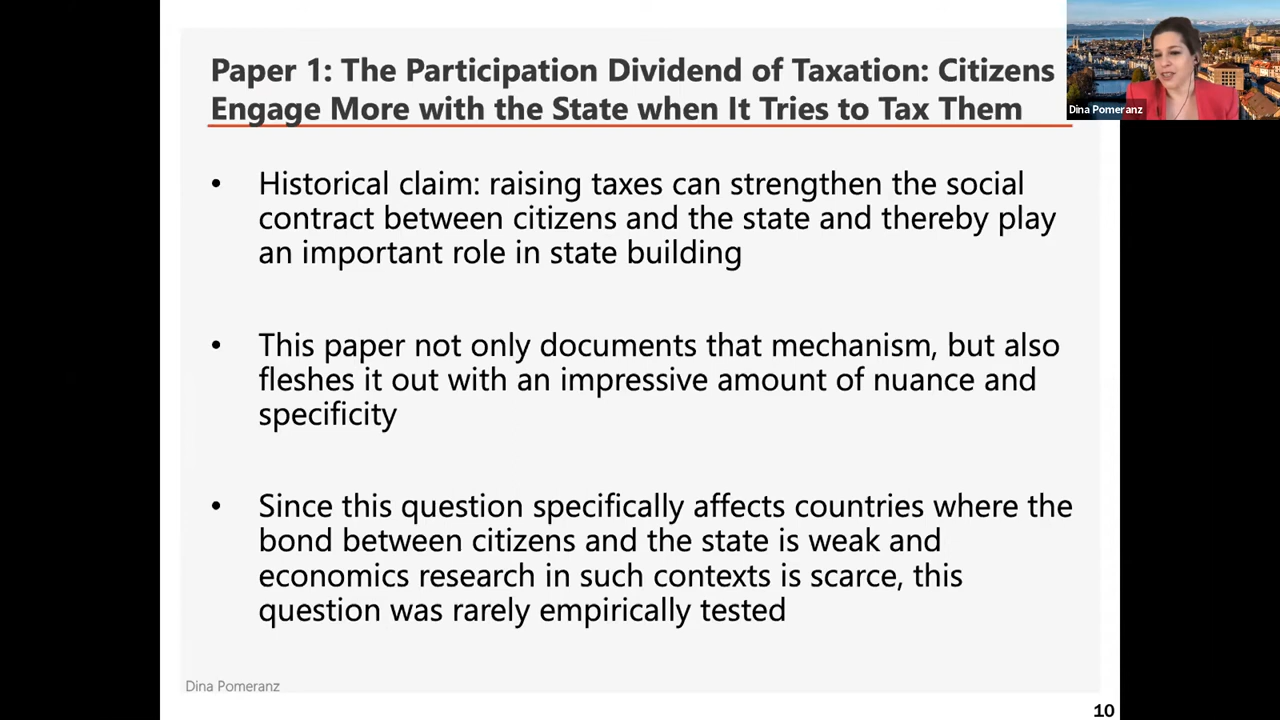 Paper 1: The Participation Dividend of Taxation: Citizens
Engage More with the State when It Tries to Tax Them
Dina Pomeranz
• Historical claim: raising taxes can strengthen the social
contract between citizens and the state and thereby play
an important role in state building
• This paper not only documents that mechanism, but also
fleshes it out with an impressive amount of nuance and
specificity
• Since this question specifically affects countries where the
bond between citizens and the state is weak and
economics research in such contexts is scarce, this
question was rarely empirically tested
Dina Pomeranz
10